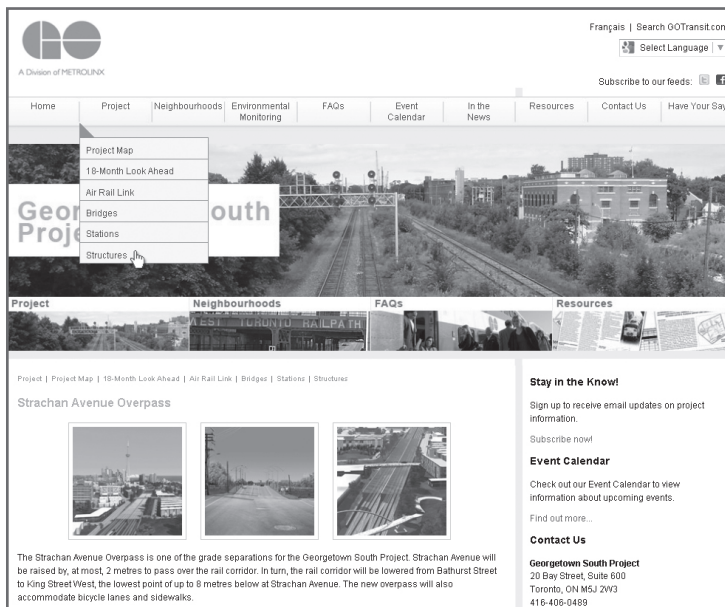 Français | Search GOTransit.com
GO
Select Language
A Division of METROLINX
Subscribe to our feeds:
Home
Project
Neighbourhoods
Environmental
Monitoring
FAQs
Event
Calendar
In the
News
Resources
Contact Us
Have Your Say
Project Map
18-Month Look Ahead
Air Rail Link
Bridges
Stations
Structures
Geor outh
Proje
Project
Neighbourhoods
FAQs
Resources
WEST TORONTO RAILPATH
Project | Project Map | 18-Month Look Ahead | Air Rail Link | Bridges | Stations | Structures
Strachan Avenue Overpass
The Strachan Avenue Overpass is one of the grade separations for the Georgetown South Project. Strachan Avenue will
be raised by, at most, 2 metres to pass over the rail corridor. In turn, the rail corridor will be lowered from Bathurst Street
to King Street West, the lowest point of up to 8 metres below at Strachan Avenue. The new overpass will also
accommodate bicycle lanes and sidewalks.
Stay in the Know!
Sign up to receive email updates on project
information.
Subscribe now!
Event Calendar
Check out our Event Calendar to view
information about upcoming events.
Find out more...
Contact Us
Georgetown South Project
20 Bay Street, Suite 600
Toronto, ON M5J 2W3
416-406-0489